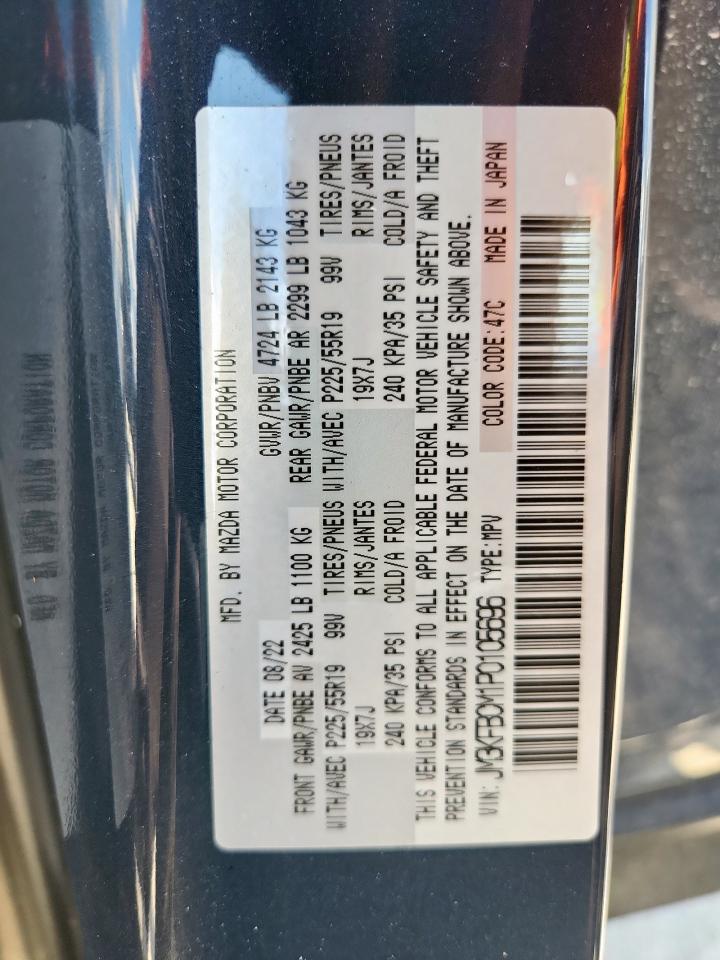 MFD. BY MAZDA MOTOR CORPORATION
DATE 08/22 GVWR/PNBV 4724 LB 2143 KG
FRONT GAWR/PNBE AV 2425 LB 1100 KG REAR GAWR/PNBE AR 2299 LB 1043 KG
WITH/AVEC P225/55R19 99V TIRES/PNEUS WITH/AVEC P225/55R19 99V TIRES/PNEUS
19X7J RIMS/JANTES 19X7J RIMS/JANTES
240 KPA/35 PSI COLD/A FROID 240 KPA/35 PSI COLD/A FROID
THIS VEHICLE CONFORMS TO ALL APPLICABLE FEDERAL MOTOR VEHICLE SAFETY AND THEFT
PREVENTION STANDARDS IN EFFECT ON THE DATE OF MANUFACTURE SHOWN ABOVE.
VIN: JM3KFBCM1P0105696 TYPE:MPV COLOR CODE:47C MADE IN JAPAN